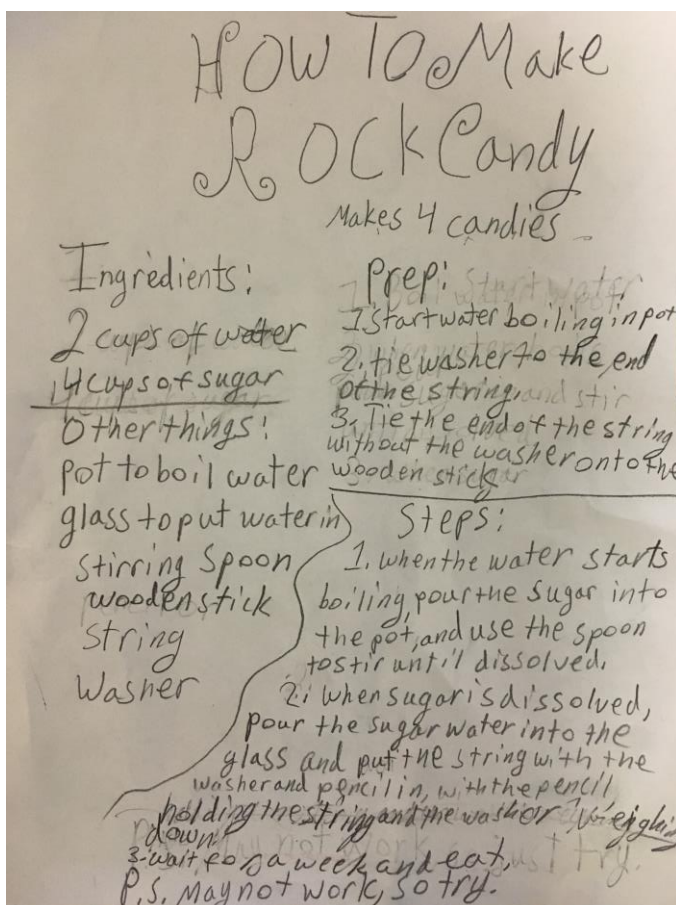 How To Make
Rock Candy
Makes 4 candies
Ingredients:
2 cups of water
4 cups of sugar
Other things:
pot to boil water
glass to put water in
stirring spoon
wooden stick
string
washer
Prep:
1. start water boiling in pot
2. tie washer to the end
of the string.
3. Tie the end of the string
without the washer onto the
wooden stick
Steps:
1. when the water starts
boiling, pour the sugar into
the pot, and use the spoon
to stir until dissolved.
2. when sugar is dissolved,
pour the sugar water into the
glass and put the string with the
washer and pencil in, with the pencil
holding the string and the washer
down.
3. wait for a week and eat.
P.S. May not work, so try.